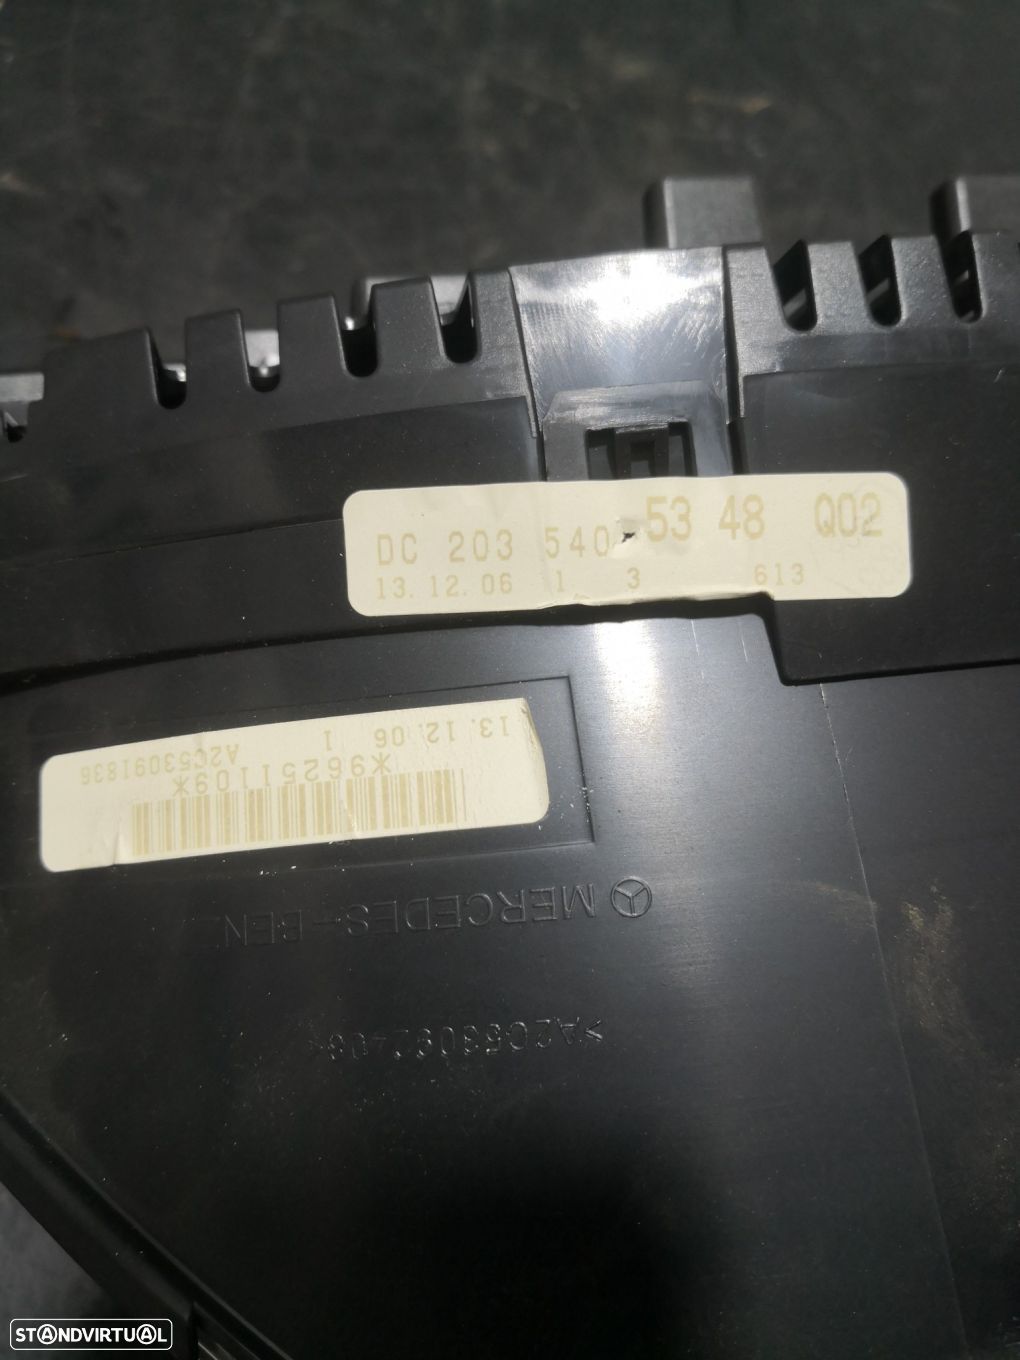 DC 203 540 53 48 Q02
13. 12. 06 1 3 613
13. 12. 06 1 A2C53091836
*96251109*
MERCEDES-BENZ
STANDVIRTUAL